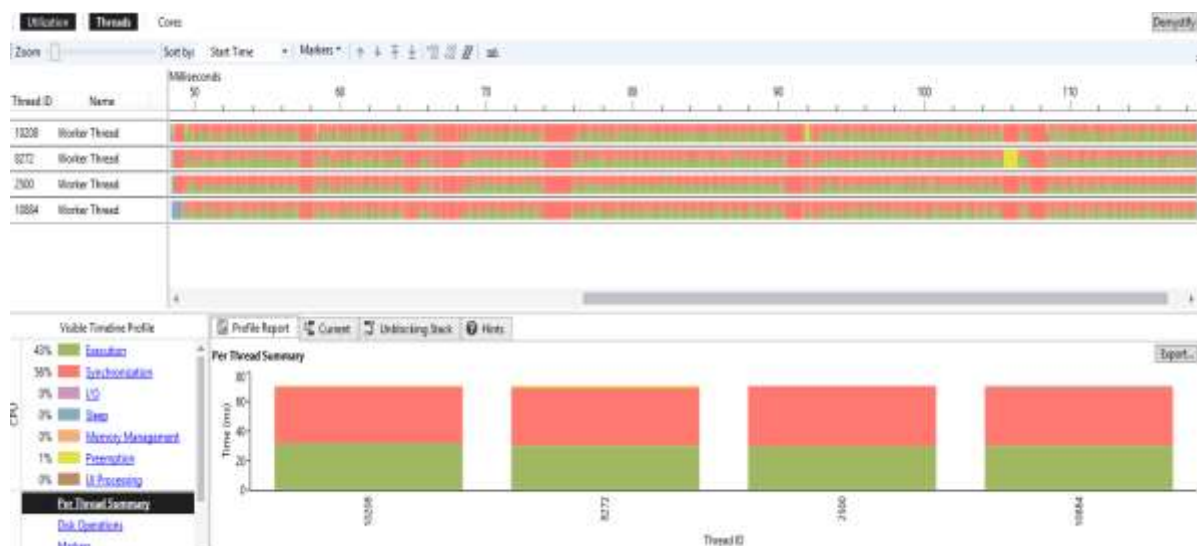 Utilization Threads Cores
Demystify
Zoom Sort by: Start Time Markers
Milliseconds
50 60 70 80 90 100 110
Thread ID Name
10208 Worker Thread
8272 Worker Thread
2500 Worker Thread
10884 Worker Thread
Visible Timeline Profile
Profile Report Current Unblocking Stack Hints
43% Execution
56% Synchronization
0% I/O
0% Sleep
0% Memory Management
1% Preemption
0% UI Processing
CPU
Per Thread Summary
Disk Operations
Markers
Per Thread Summary
Export...
Time (ms)
80
60
40
20
0
10208 8272 2500 10884
Thread ID